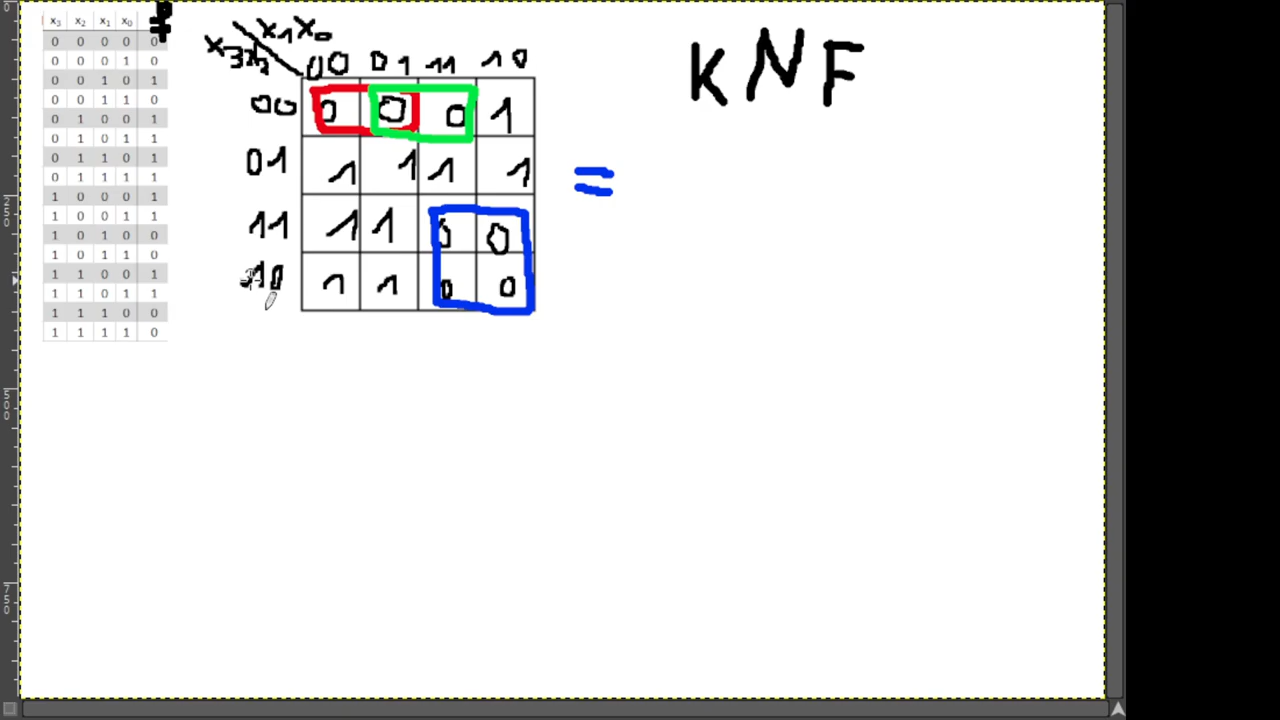 x₃ x₂ x₁ x₀
0 0 0 0 0
0 0 0 1 0
0 0 1 0 1
0 0 1 1 0
0 1 0 0 1
0 1 0 1 1
0 1 1 0 1
0 1 1 1 1
1 0 0 0 1
1 0 0 1 1
1 0 1 0 0
1 0 1 1 0
1 1 0 0 1
1 1 0 1 1
1 1 1 0 0
1 1 1 1 0
x₁x₀
x₃x₂
00 01 11 10
00 0 0 0 1
01 1 1 1 1
11 1 1 0 0
10 1 1 0 0
=
KNF
0
250
500
750